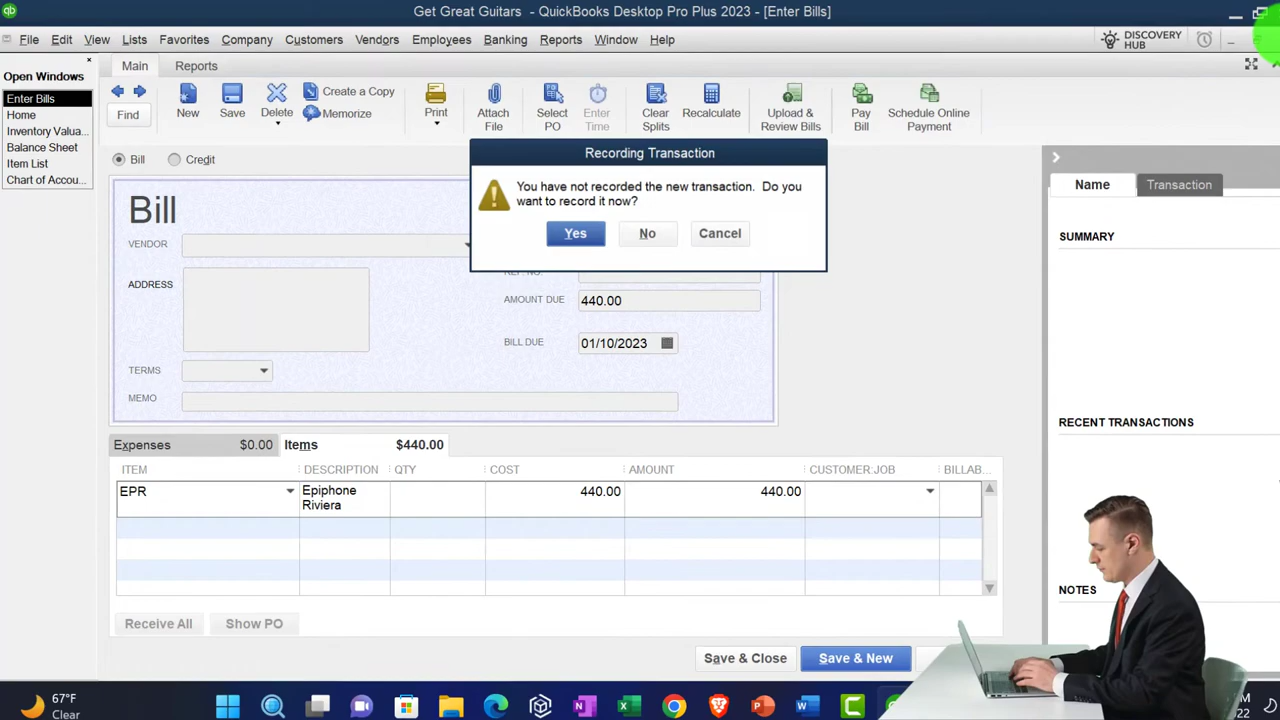 Get Great Guitars - QuickBooks Desktop Pro Plus 2023 - [Enter Bills]
File Edit View Lists Favorites Company Customers Vendors Employees Banking Reports Window Help
DISCOVERY
HUB
Open Windows
Enter Bills
Home
Inventory Valua...
Balance Sheet
Item List
Chart of Accou...
Main Reports
Find
New
Save
Delete
Create a Copy
Memorize
Print
Attach
File
Select
PO
Enter
Time
Clear
Splits
Recalculate
Upload &
Review Bills
Pay
Bill
Schedule Online
Payment
Bill Credit
Recording Transaction
You have not recorded the new transaction. Do you
want to record it now?
Yes No Cancel
Bill
VENDOR
ADDRESS
TERMS
MEMO
REF. NO.
AMOUNT DUE 440.00
BILL DUE 01/10/2023
Expenses $0.00 Items $440.00
ITEM DESCRIPTION QTY COST AMOUNT CUSTOMER:JOB BILLAB...
EPR Epiphone 440.00 440.00
Riviera
Receive All Show PO
Save & Close Save & New
Name Transaction
SUMMARY
RECENT TRANSACTIONS
NOTES
67°F
Clear